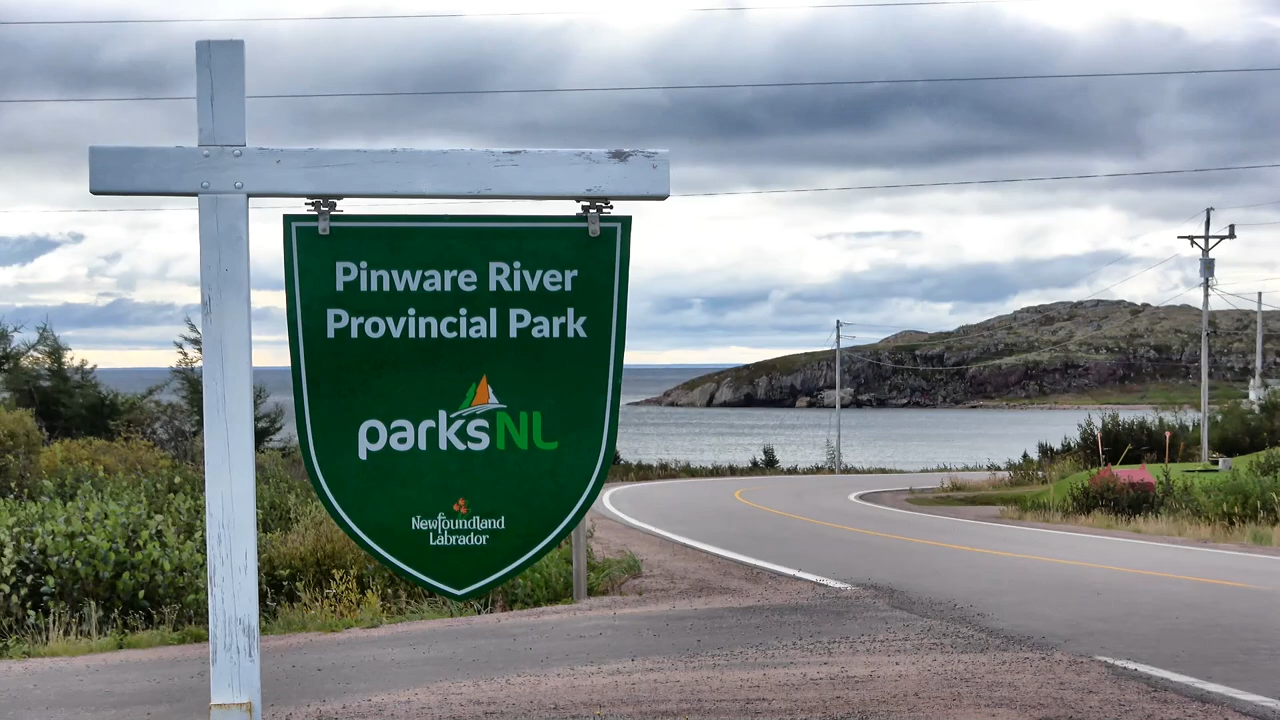 Pinware River
Provincial Park
parksNL
Newfoundland
Labrador